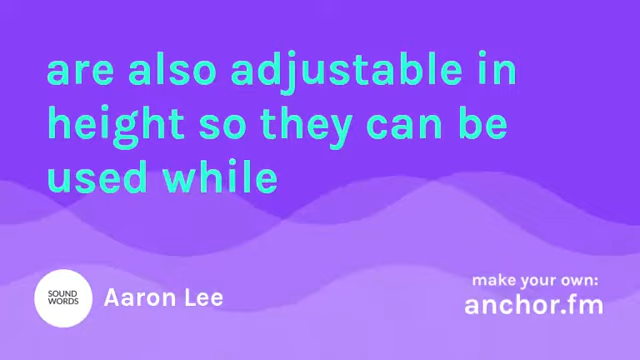 are also adjustable in
height so they can be
used while
SOUND
WORDS
Aaron Lee
make your own:
anchor.fm